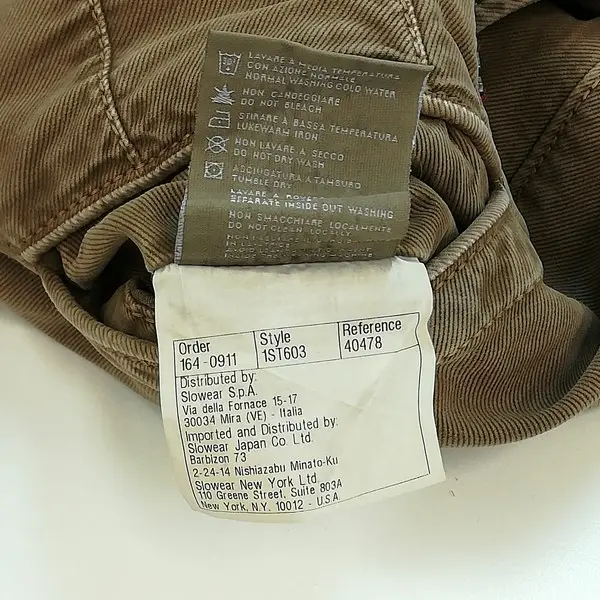 30°
LAVARE A MEDIA TEMPERATURA
CON AZIONE NORMALE
NORMAL WASHING COLD WATER
NON CANDEGGIARE
DO NOT BLEACH
STIRARE A BASSA TEMPERATURA
LUKEWARM IRON
NON LAVARE A SECCO
DO NOT DRY WASH
ASCIUGATURA A TAMBURO
TUMBLE DRY
LAVARE A ROVESCIO
SEPARATE INSIDE OUT WASHING
NON SMACCHIARE LOCALMENTE
DO NOT CLEAN LOCALLY
Order
164-0911
Style
1ST603
Reference
40478
Distributed by:
Slowear S.p.A.
Via della Fornace 15-17
30034 Mira (VE) - Italia
Imported and Distributed by:
Slowear Japan Co. Ltd.
Barbizon 73
2-24-14 Nishiazabu Minato-Ku
Slowear New York Ltd.
110 Greene Street, Suite 803A
New York, N.Y. 10012 - U.S.A.